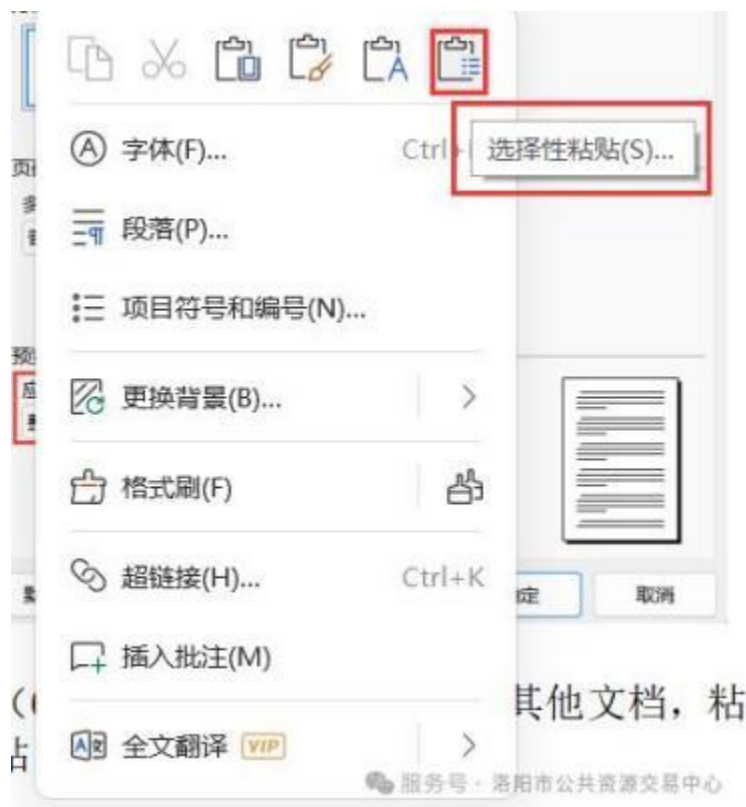 字体(F)...
Ctrl+
选择性粘贴(S)...
段落(P)...
项目符号和编号(N)...
更换背景(B)...
格式刷(F)
超链接(H)...
Ctrl+K
取消
插入批注(M)
其他文档，粘
全文翻译 VIP
服务号 · 洛阳市公共资源交易中心